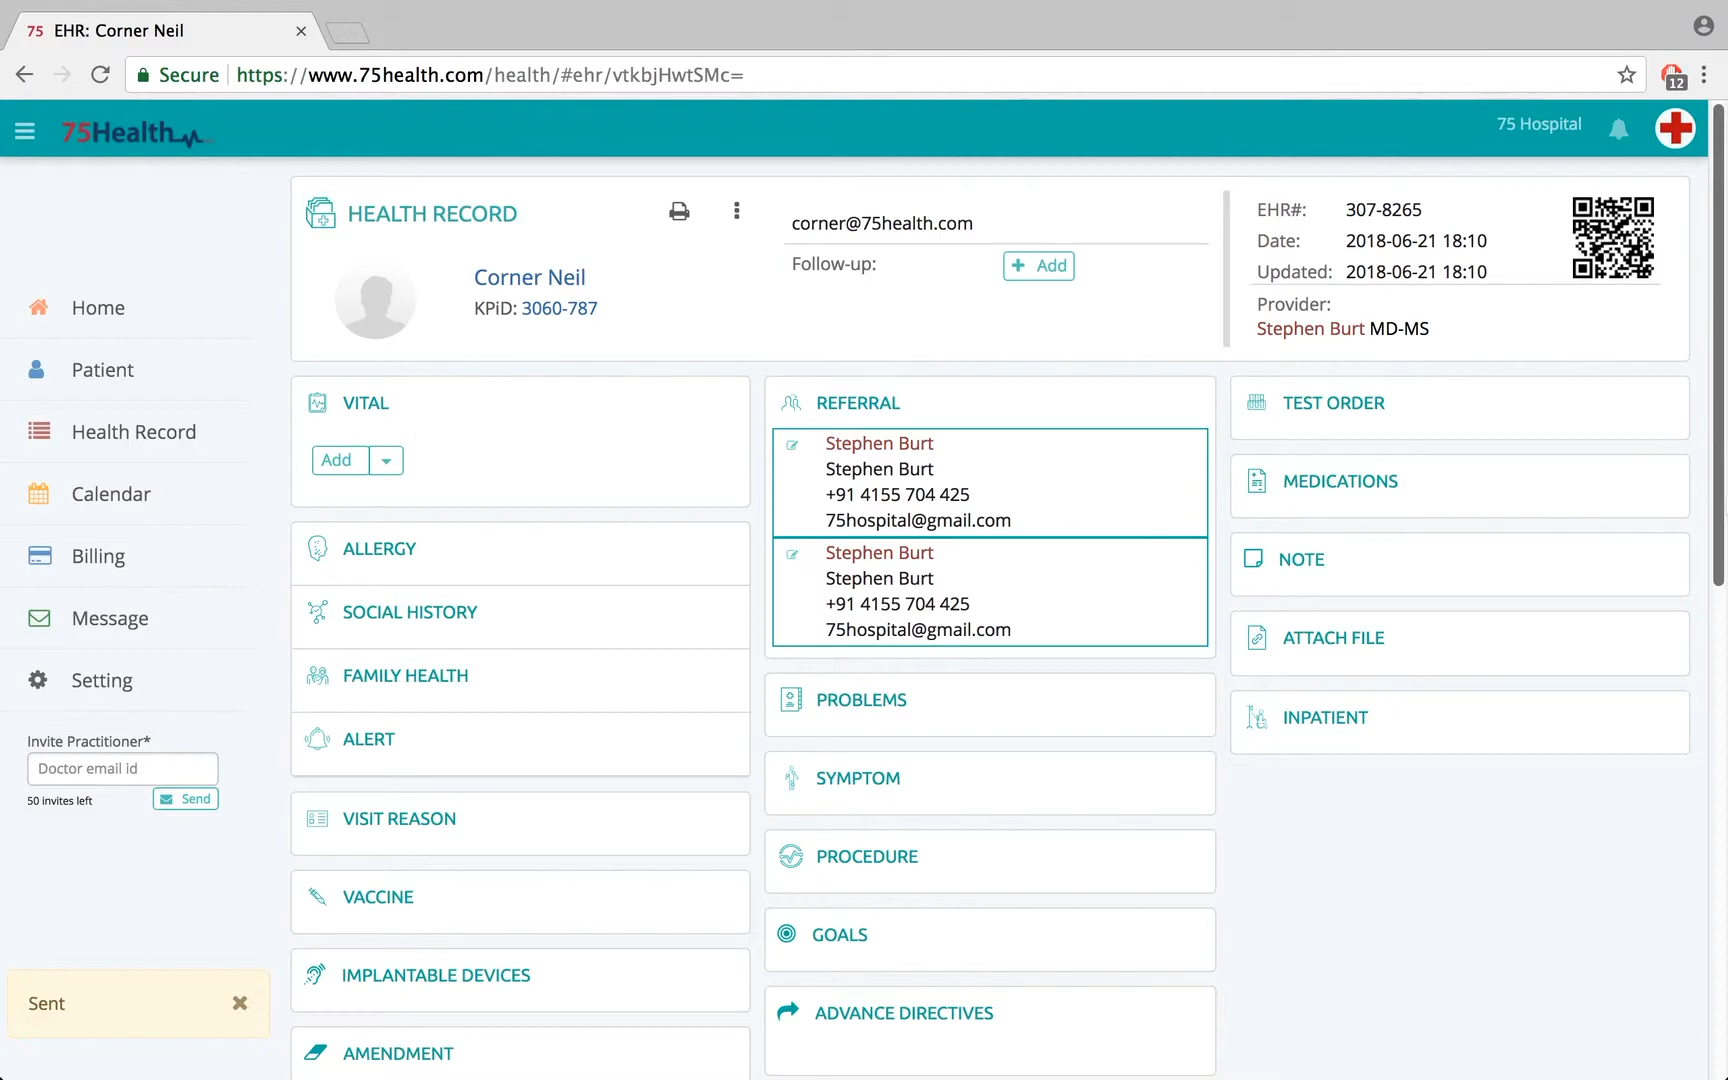 75 EHR: Corner Neil
Secure https://www.75health.com/health/#ehr/vtkbjHwtSMc=
12
75Health
75 Hospital
Home
Patient
Health Record
Calendar
Billing
Message
Setting
Invite Practitioner*
Doctor email id
50 invites left
Send
Sent
HEALTH RECORD
Corner Neil
KPiD: 3060-787
corner@75health.com
Follow-up:
+ Add
EHR#: 307-8265
Date: 2018-06-21 18:10
Updated: 2018-06-21 18:10
Provider:
Stephen Burt MD-MS
VITAL
Add
ALLERGY
SOCIAL HISTORY
FAMILY HEALTH
ALERT
VISIT REASON
VACCINE
IMPLANTABLE DEVICES
AMENDMENT
REFERRAL
Stephen Burt
Stephen Burt
+91 4155 704 425
75hospital@gmail.com
Stephen Burt
Stephen Burt
+91 4155 704 425
75hospital@gmail.com
PROBLEMS
SYMPTOM
PROCEDURE
GOALS
ADVANCE DIRECTIVES
TEST ORDER
MEDICATIONS
NOTE
ATTACH FILE
INPATIENT